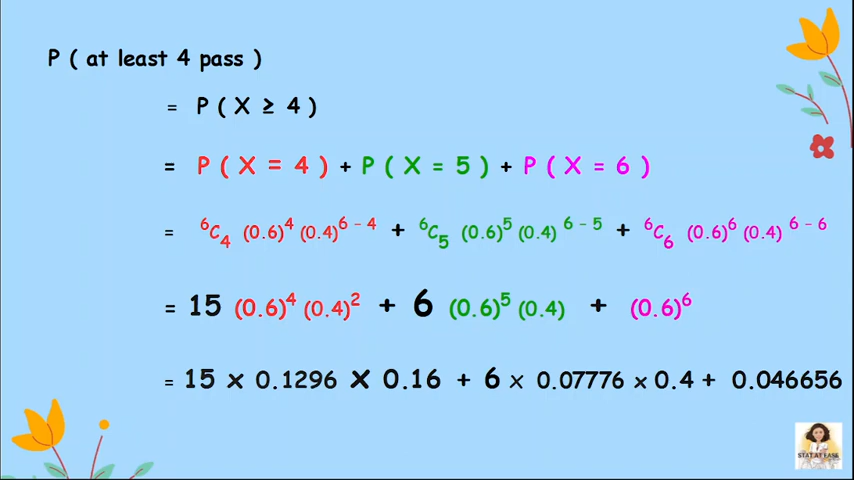 P ( at least 4 pass )
= P ( X ≥ 4 )
= P ( X = 4 ) + P ( X = 5 ) + P ( X = 6 )
= ⁶C₄ (0.6)⁴ (0.4)⁶⁻⁴ + ⁶C₅ (0.6)⁵ (0.4)⁶⁻⁵ + ⁶C₆ (0.6)⁶ (0.4)⁶⁻⁶
= 15 (0.6)⁴ (0.4)² + 6 (0.6)⁵ (0.4) + (0.6)⁶
= 15 x 0.1296 x 0.16 + 6 x 0.07776 x 0.4 + 0.046656
STAT AT EASE